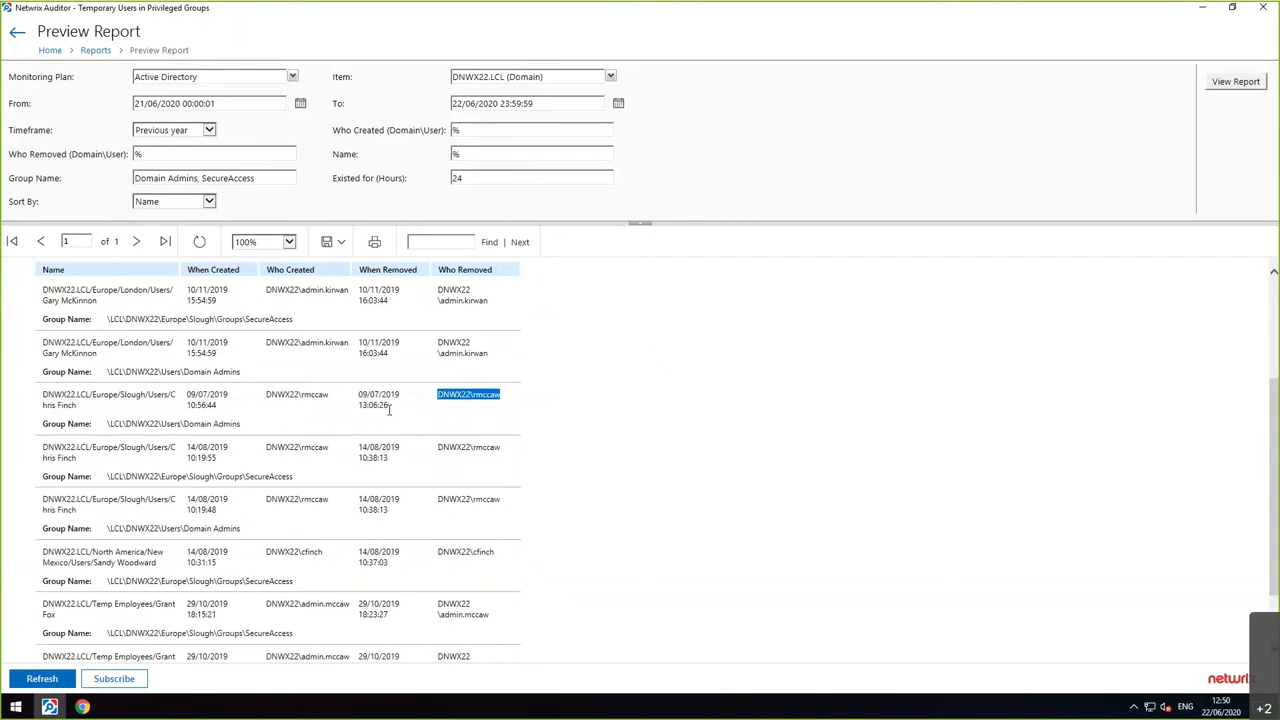 Netwrix Auditor - Temporary Users in Privileged Groups
Preview Report
Home > Reports > Preview Report
Monitoring Plan: Active Directory Item: DNWX22.LCL (Domain)
View Report
From: 21/06/2020 00:00:01 To: 22/06/2020 23:59:59
Timeframe: Previous year Who Created (Domain\User): %
Who Removed (Domain\User): % Name: %
Group Name: Domain Admins, SecureAccess Existed for (Hours): 24
Sort By: Name
1 of 1 100% Find | Next
Name When Created Who Created When Removed Who Removed
DNWX22.LCL/Europe/London/Users/ 10/11/2019 DNWX22\admin.kirwan 10/11/2019 DNWX22
Gary McKinnon 15:54:59 16:03:44 \admin.kirwan
Group Name: \LCL\DNWX22\Europe\Slough\Groups\SecureAccess
DNWX22.LCL/Europe/London/Users/ 10/11/2019 DNWX22\admin.kirwan 10/11/2019 DNWX22
Gary McKinnon 15:54:59 16:03:44 \admin.kirwan
Group Name: \LCL\DNWX22\Users\Domain Admins
DNWX22.LCL/Europe/Slough/Users/C 09/07/2019 DNWX22\rmccaw 09/07/2019 DNWX22\rmccaw
hris Finch 10:56:44 13:06:26
Group Name: \LCL\DNWX22\Users\Domain Admins
DNWX22.LCL/Europe/Slough/Users/C 14/08/2019 DNWX22\rmccaw 14/08/2019 DNWX22\rmccaw
hris Finch 10:19:55 10:38:13
Group Name: \LCL\DNWX22\Europe\Slough\Groups\SecureAccess
DNWX22.LCL/Europe/Slough/Users/C 14/08/2019 DNWX22\rmccaw 14/08/2019 DNWX22\rmccaw
hris Finch 10:19:48 10:38:13
Group Name: \LCL\DNWX22\Users\Domain Admins
DNWX22.LCL/North America/New 14/08/2019 DNWX22\cfinch 14/08/2019 DNWX22\cfinch
Mexico/Users/Sandy Woodward 10:31:15 10:37:03
Group Name: \LCL\DNWX22\Europe\Slough\Groups\SecureAccess
DNWX22.LCL/Temp Employees/Grant 29/10/2019 DNWX22\admin.mccaw 29/10/2019 DNWX22
Fox 18:15:21 18:23:27 \admin.mccaw
Group Name: \LCL\DNWX22\Europe\Slough\Groups\SecureAccess
DNWX22.LCL/Temp Employees/Grant 29/10/2019 DNWX22\admin.mccaw 29/10/2019 DNWX22
Refresh Subscribe netwrix
ENG 12:50
22/06/2020
+2